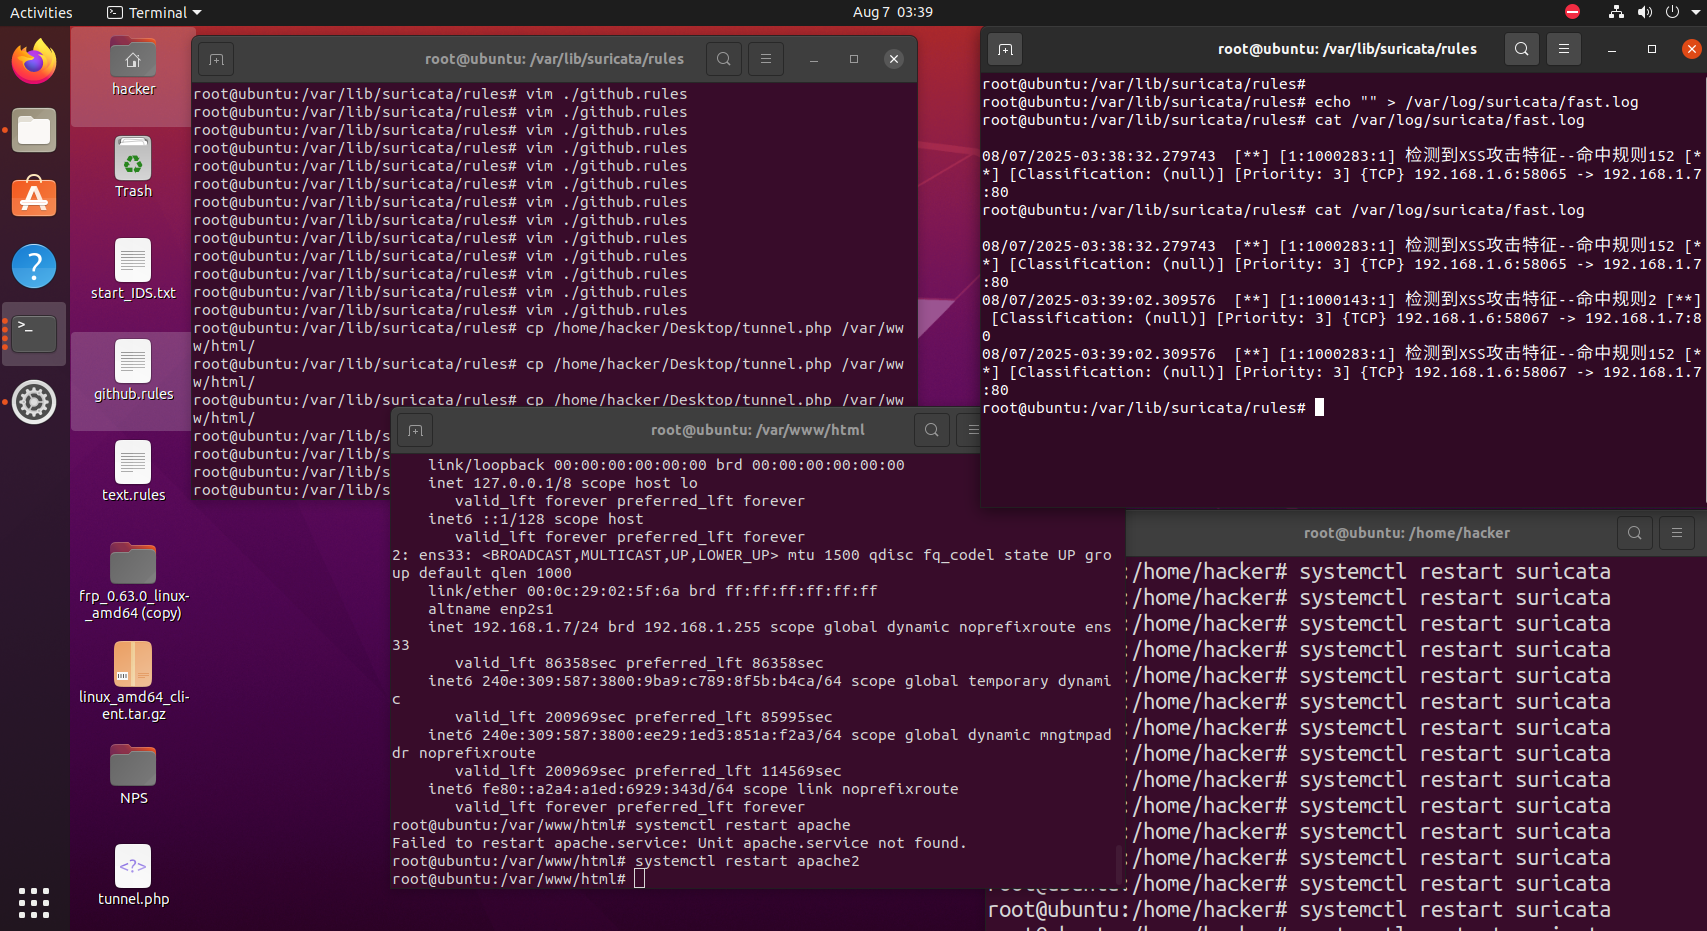 Activities
Terminal
Aug 7 03:39
hacker
Trash
start_IDS.txt
github.rules
text.rules
frp_0.63.0_linux-
_amd64 (copy)
linux_amd64_cli-
ent.tar.gz
NPS
tunnel.php
root@ubuntu: /var/lib/suricata/rules
root@ubuntu:/var/lib/suricata/rules# vim ./github.rules
root@ubuntu:/var/lib/suricata/rules# vim ./github.rules
root@ubuntu:/var/lib/suricata/rules# vim ./github.rules
root@ubuntu:/var/lib/suricata/rules# vim ./github.rules
root@ubuntu:/var/lib/suricata/rules# vim ./github.rules
root@ubuntu:/var/lib/suricata/rules# vim ./github.rules
root@ubuntu:/var/lib/suricata/rules# vim ./github.rules
root@ubuntu:/var/lib/suricata/rules# vim ./github.rules
root@ubuntu:/var/lib/suricata/rules# vim ./github.rules
root@ubuntu:/var/lib/suricata/rules# vim ./github.rules
root@ubuntu:/var/lib/suricata/rules# vim ./github.rules
root@ubuntu:/var/lib/suricata/rules# vim ./github.rules
root@ubuntu:/var/lib/suricata/rules# vim ./github.rules
root@ubuntu:/var/lib/suricata/rules# cp /home/hacker/Desktop/tunnel.php /var/ww
w/html/
root@ubuntu:/var/lib/suricata/rules# cp /home/hacker/Desktop/tunnel.php /var/ww
w/html/
root@ubuntu:/var/lib/suricata/rules# cp /home/hacker/Desktop/tunnel.php /var/ww
w/html/
root@ubuntu:/var/lib/s
root@ubuntu:/var/lib/s
root@ubuntu:/var/lib/s
root@ubuntu:/var/lib/s
root@ubuntu: /var/lib/suricata/rules
root@ubuntu:/var/lib/suricata/rules#
root@ubuntu:/var/lib/suricata/rules# echo "" > /var/log/suricata/fast.log
root@ubuntu:/var/lib/suricata/rules# cat /var/log/suricata/fast.log
08/07/2025-03:38:32.279743  [**] [1:1000283:1] 检测到XSS攻击特征--命中规则152 [*
*] [Classification: (null)] [Priority: 3] {TCP} 192.168.1.6:58065 -> 192.168.1.7
:80
root@ubuntu:/var/lib/suricata/rules# cat /var/log/suricata/fast.log
08/07/2025-03:38:32.279743  [**] [1:1000283:1] 检测到XSS攻击特征--命中规则152 [*
*] [Classification: (null)] [Priority: 3] {TCP} 192.168.1.6:58065 -> 192.168.1.7
:80
08/07/2025-03:39:02.309576  [**] [1:1000143:1] 检测到XSS攻击特征--命中规则2 [**]
[Classification: (null)] [Priority: 3] {TCP} 192.168.1.6:58067 -> 192.168.1.7:8
0
08/07/2025-03:39:02.309576  [**] [1:1000283:1] 检测到XSS攻击特征--命中规则152 [*
*] [Classification: (null)] [Priority: 3] {TCP} 192.168.1.6:58067 -> 192.168.1.7
:80
root@ubuntu:/var/lib/suricata/rules#
root@ubuntu: /var/www/html
link/loopback 00:00:00:00:00:00 brd 00:00:00:00:00:00
inet 127.0.0.1/8 scope host lo
valid_lft forever preferred_lft forever
inet6 ::1/128 scope host
valid_lft forever preferred_lft forever
2: ens33: <BROADCAST,MULTICAST,UP,LOWER_UP> mtu 1500 qdisc fq_codel state UP gro
up default qlen 1000
link/ether 00:0c:29:02:5f:6a brd ff:ff:ff:ff:ff:ff
altname enp2s1
inet 192.168.1.7/24 brd 192.168.1.255 scope global dynamic noprefixroute ens
33
valid_lft 86358sec preferred_lft 86358sec
inet6 240e:309:587:3800:9ba9:c789:8f5b:b4ca/64 scope global temporary dynami
c
valid_lft 200969sec preferred_lft 85995sec
inet6 240e:309:587:3800:ee29:1ed3:851a:f2a3/64 scope global dynamic mngtmpad
dr noprefixroute
valid_lft 200969sec preferred_lft 114569sec
inet6 fe80::a2a4:a1ed:6929:343d/64 scope link noprefixroute
valid_lft forever preferred_lft forever
root@ubuntu:/var/www/html# systemctl restart apache
Failed to restart apache.service: Unit apache.service not found.
root@ubuntu:/var/www/html# systemctl restart apache2
root@ubuntu:/var/www/html#
root@ubuntu: /home/hacker
:/home/hacker# systemctl restart suricata
:/home/hacker# systemctl restart suricata
:/home/hacker# systemctl restart suricata
:/home/hacker# systemctl restart suricata
:/home/hacker# systemctl restart suricata
:/home/hacker# systemctl restart suricata
:/home/hacker# systemctl restart suricata
:/home/hacker# systemctl restart suricata
:/home/hacker# systemctl restart suricata
:/home/hacker# systemctl restart suricata
:/home/hacker# systemctl restart suricata
:/home/hacker# systemctl restart suricata
root@ubuntu:/home/hacker# systemctl restart suricata
root@ubuntu:/home/hacker# systemctl restart suricata